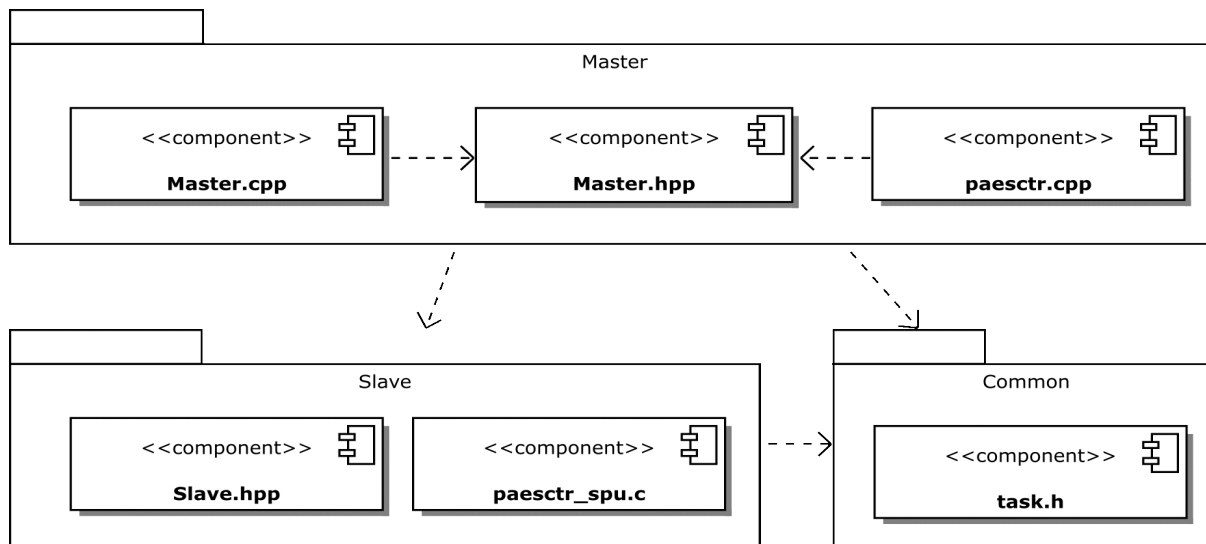 Master
<<component>>
Master.cpp
<<component>>
Master.hpp
<<component>>
paesctr.cpp
Slave
<<component>>
Slave.hpp
<<component>>
paesctr_spu.c
Common
<<component>>
task.h